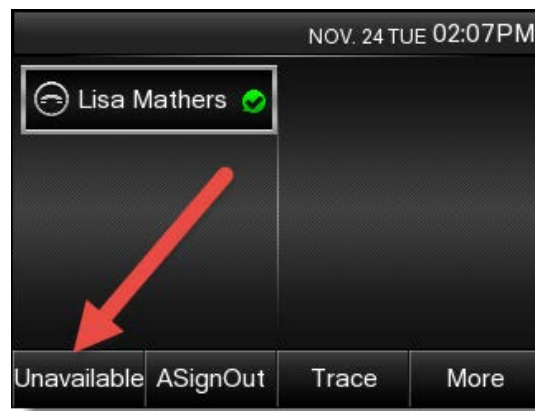 NOV. 24 TUE 02:07PM
Lisa Mathers
Unavailable ASignOut Trace More